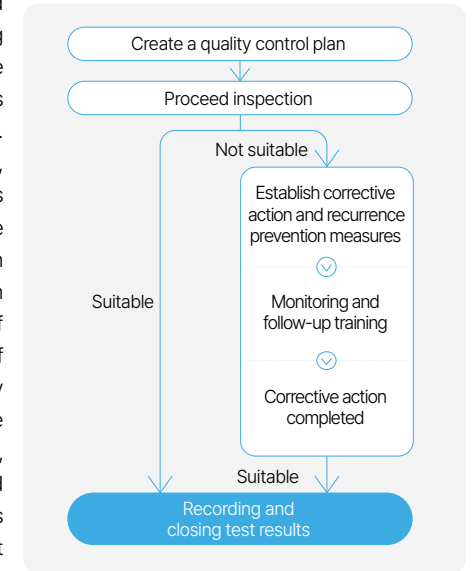 Create a quality control plan
Proceed inspection
Not suitable
Establish corrective
action and recurrence
prevention measures
Suitable
Monitoring and
follow-up training
Corrective action
completed
Suitable
Recording and
closing test results